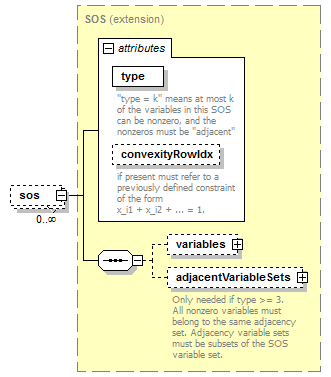 SOS (extension)
attributes
type
"type = k" means at most k
of the variables in this SOS
can be nonzero, and the
nonzeros must be "adjacent"
convexityRowIdx
if present must refer to a
previously defined constraint
of the form
x_i1 + x_i2 + ... = 1.
sos
0..∞
variables
adjacentVariableSets
Only needed if type >= 3.
All nonzero variables must
belong to the same adjacency
set. Adjacency variable sets
must be subsets of the SOS
variable set.